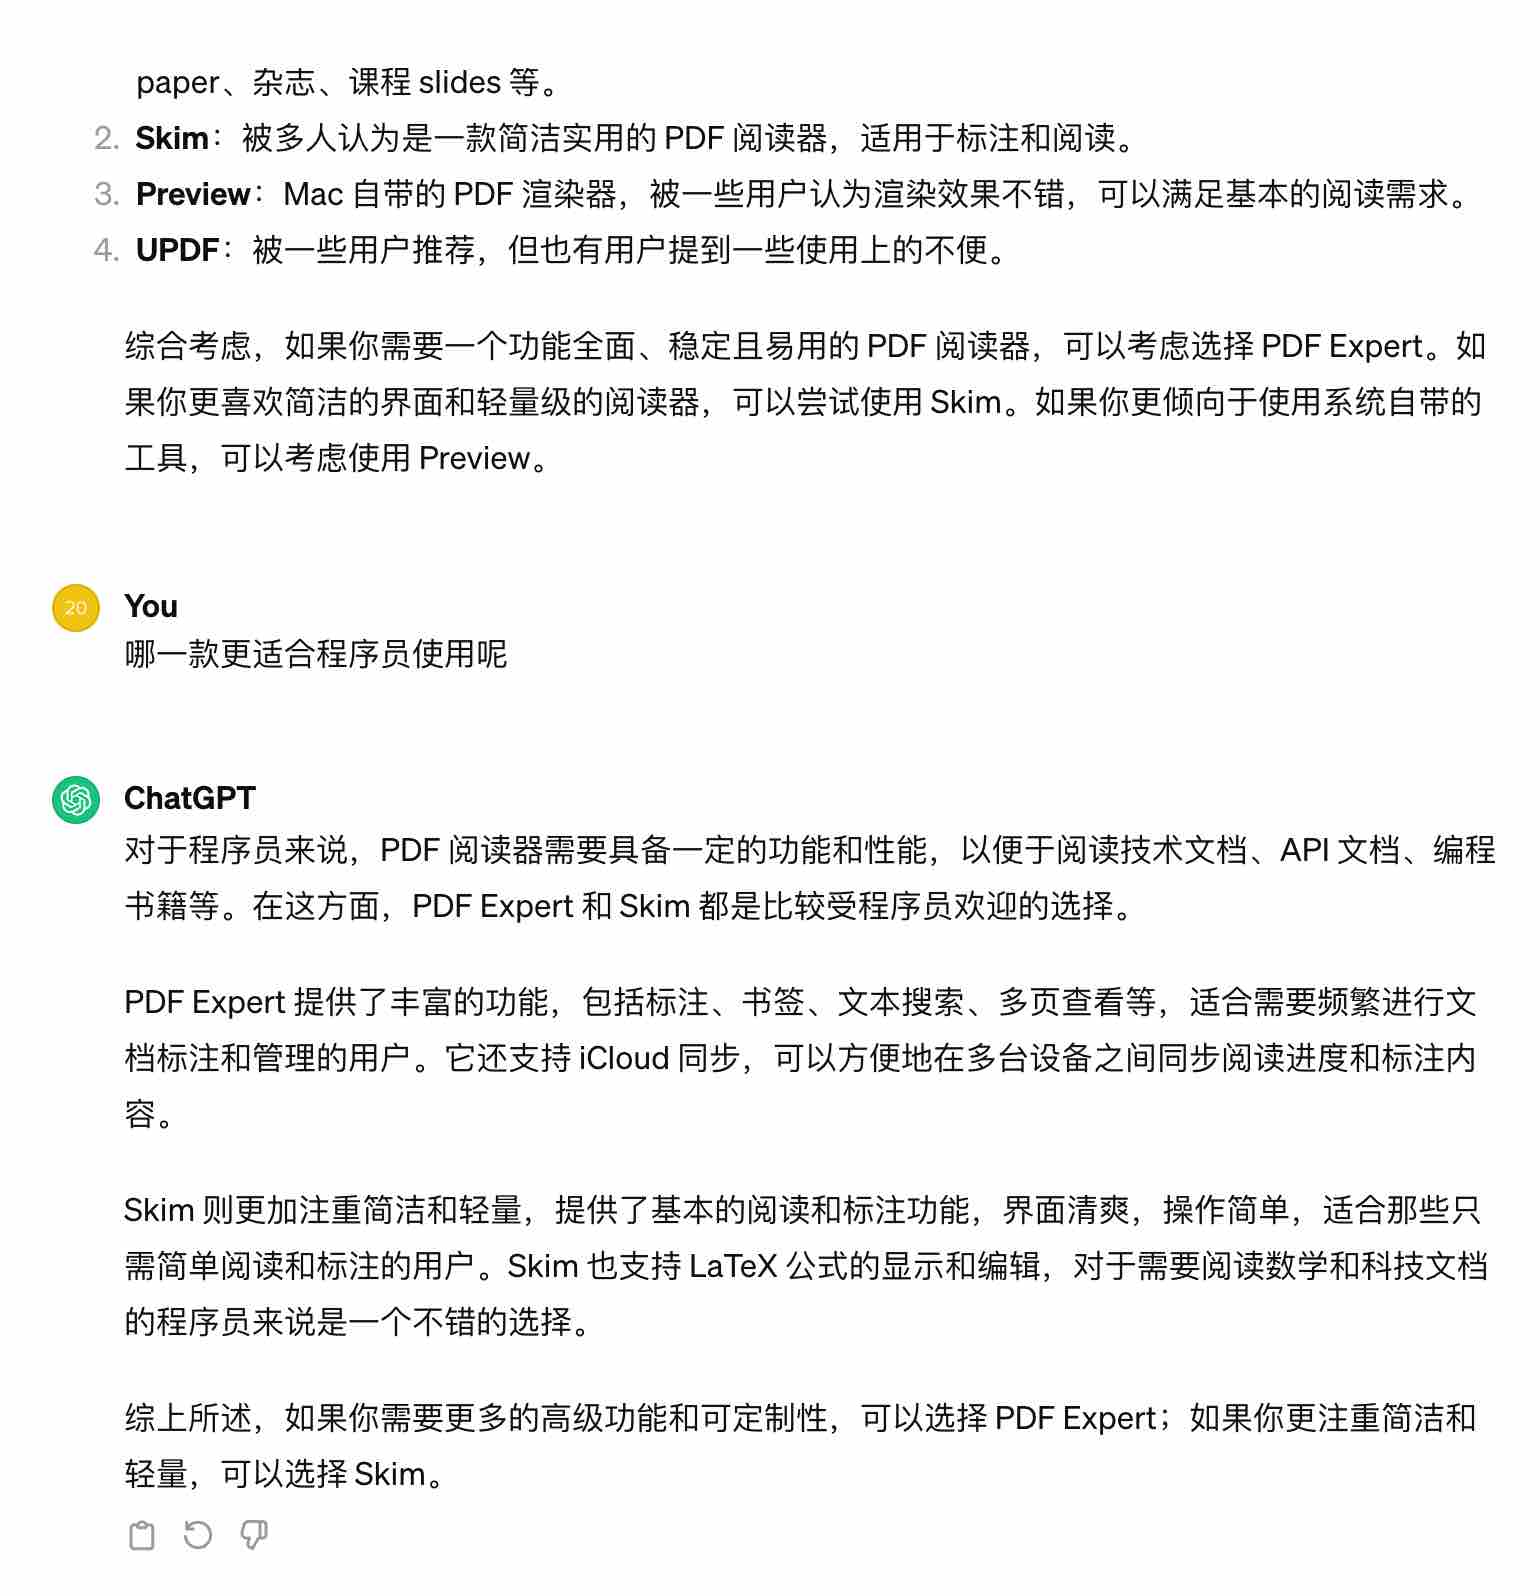 paper、杂志、课程 slides 等。
2. Skim：被多人认为是一款简洁实用的 PDF 阅读器，适用于标注和阅读。
3. Preview：Mac 自带的 PDF 渲染器，被一些用户认为渲染效果不错，可以满足基本的阅读需求。
4. UPDF：被一些用户推荐，但也有用户提到一些使用上的不便。
综合考虑，如果你需要一个功能全面、稳定且易用的 PDF 阅读器，可以考虑选择 PDF Expert。如
果你更喜欢简洁的界面和轻量级的阅读器，可以尝试使用 Skim。如果你更倾向于使用系统自带的
工具，可以考虑使用 Preview。
20 You
哪一款更适合程序员使用呢
ChatGPT
对于程序员来说，PDF 阅读器需要具备一定的功能和性能，以便于阅读技术文档、API 文档、编程
书籍等。在这方面，PDF Expert 和 Skim 都是比较受程序员欢迎的选择。
PDF Expert 提供了丰富的功能，包括标注、书签、文本搜索、多页查看等，适合需要频繁进行文
档标注和管理的用户。它还支持 iCloud 同步，可以方便地在多台设备之间同步阅读进度和标注内
容。
Skim 则更加注重简洁和轻量，提供了基本的阅读和标注功能，界面清爽，操作简单，适合那些只
需简单阅读和标注的用户。Skim 也支持 LaTeX 公式的显示和编辑，对于需要阅读数学和科技文档
的程序员来说是一个不错的选择。
综上所述，如果你需要更多的高级功能和可定制性，可以选择 PDF Expert；如果你更注重简洁和
轻量，可以选择 Skim。